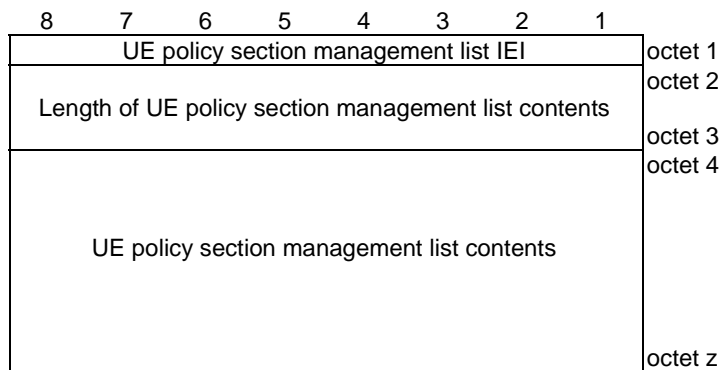 8 7 6 5 4 3 2 1
UE policy section management list IEI octet 1
octet 2
Length of UE policy section management list contents
octet 3
octet 4
UE policy section management list contents
octet z